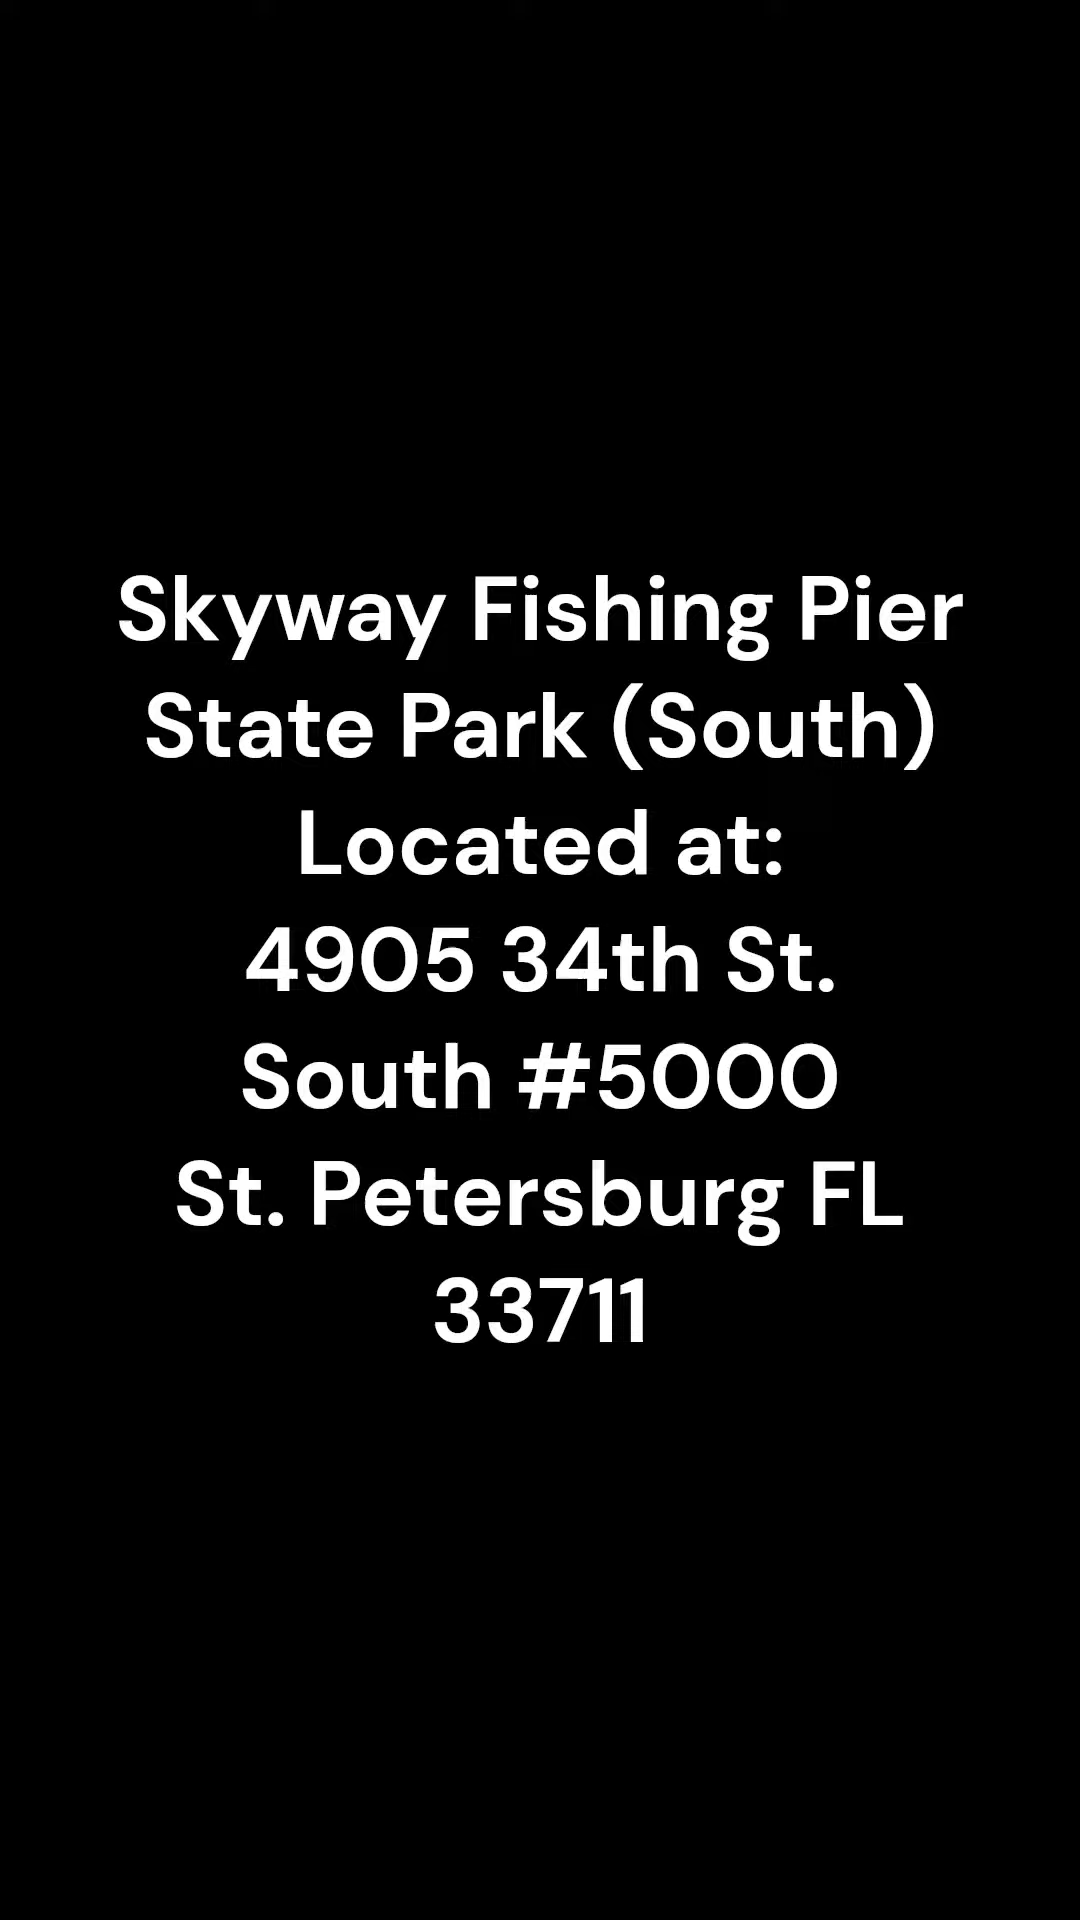 Skyway Fishing Pier
State Park (South)
Located at:
4905 34th St.
South #5000
St. Petersburg FL
33711